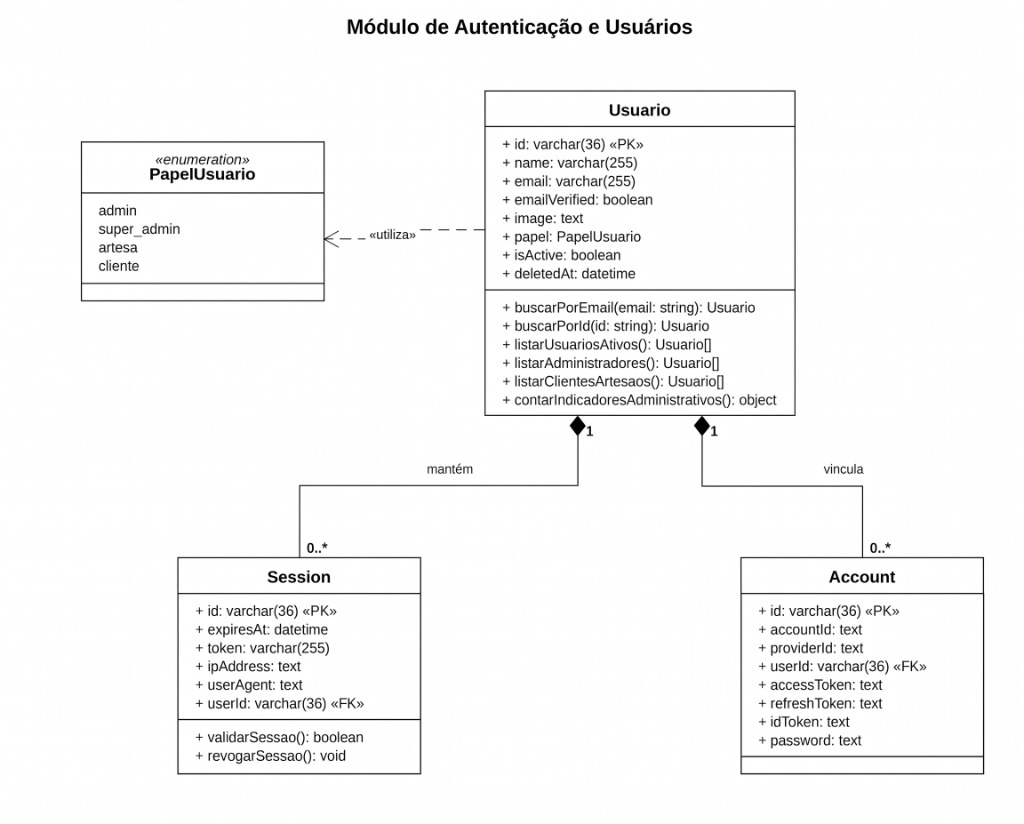 Módulo de Autenticação e Usuários
Usuario
+ id: varchar(36) «PK»
+ name: varchar(255)
+ email: varchar(255)
+ emailVerified: boolean
+ image: text
+ papel: PapelUsuario
+ isActive: boolean
+ deletedAt: datetime
+ buscarPorEmail(email: string): Usuario
+ buscarPorId(id: string): Usuario
+ listarUsuariosAtivos(): Usuario[]
+ listarAdministradores(): Usuario[]
+ listarClientesArtesaos(): Usuario[]
+ contarIndicadoresAdministrativos(): object
«enumeration»
PapelUsuario
admin
super_admin
artesa
cliente
«utiliza»
1
1
mantém
vincula
0..*
0..*
Session
+ id: varchar(36) «PK»
+ expiresAt: datetime
+ token: varchar(255)
+ ipAddress: text
+ userAgent: text
+ userId: varchar(36) «FK»
+ validarSessao(): boolean
+ revogarSessao(): void
Account
+ id: varchar(36) «PK»
+ accountId: text
+ providerId: text
+ userId: varchar(36) «FK»
+ accessToken: text
+ refreshToken: text
+ idToken: text
+ password: text